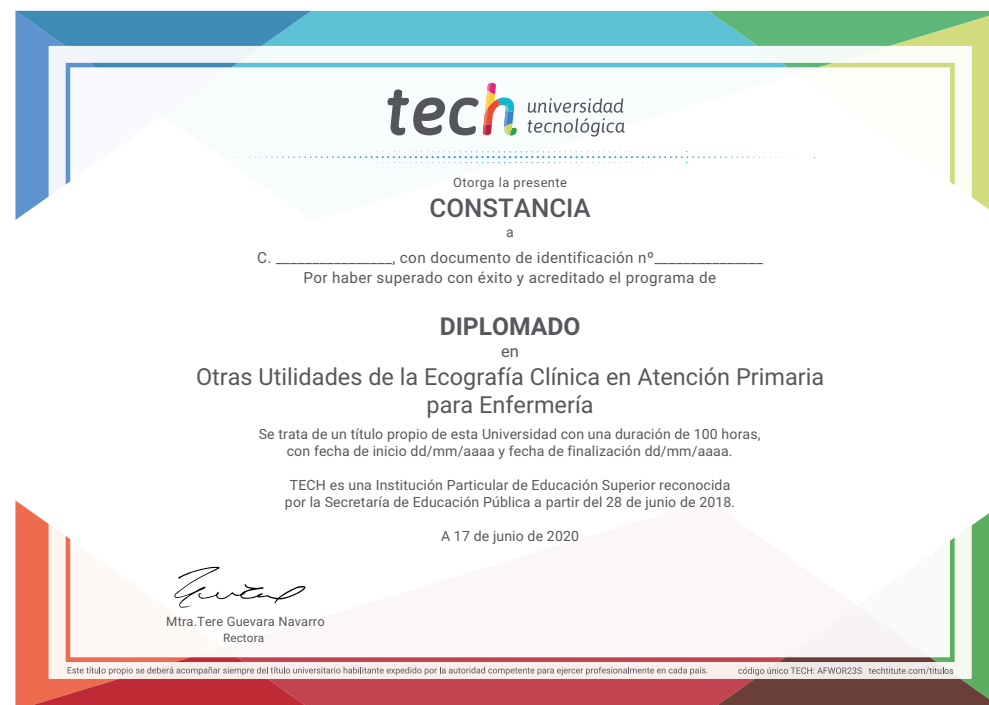 tech universidad
tecnológica
Otorga la presente
CONSTANCIA
a
C. ________________, con documento de identificación nº_______________
Por haber superado con éxito y acreditado el programa de
DIPLOMADO
en
Otras Utilidades de la Ecografía Clínica en Atención Primaria
para Enfermería
Se trata de un título propio de esta Universidad con una duración de 100 horas,
con fecha de inicio dd/mm/aaaa y fecha de finalización dd/mm/aaaa.
TECH es una Institución Particular de Educación Superior reconocida
por la Secretaría de Educación Pública a partir del 28 de junio de 2018.
A 17 de junio de 2020
Mtra.Tere Guevara Navarro
Rectora
Este título propio se deberá acompañar siempre del título universitario habilitante expedido por la autoridad competente para ejercer profesionalmente en cada país. código único TECH: AFWOR23S techtitute.com/titulos